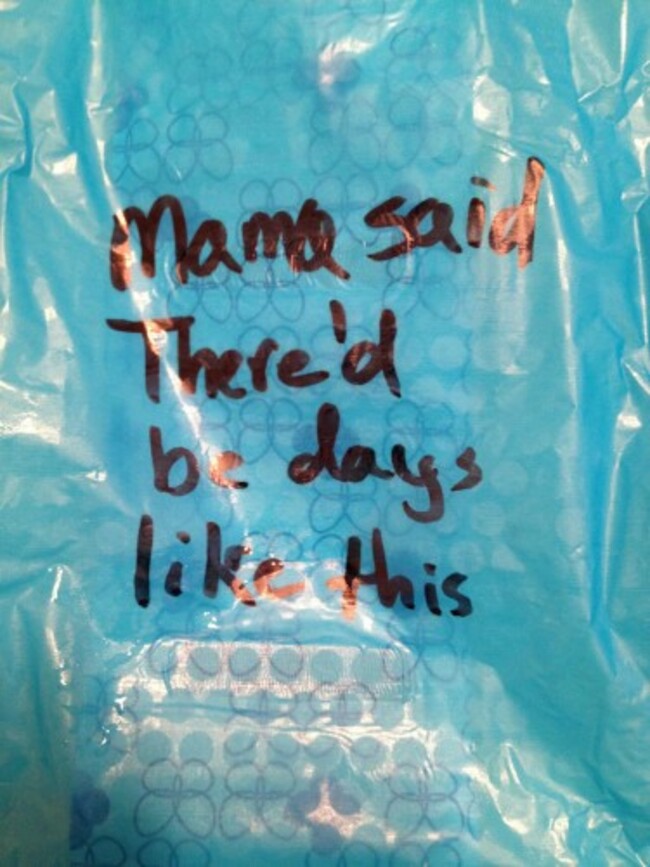 Mama said
There'd
be days
like this